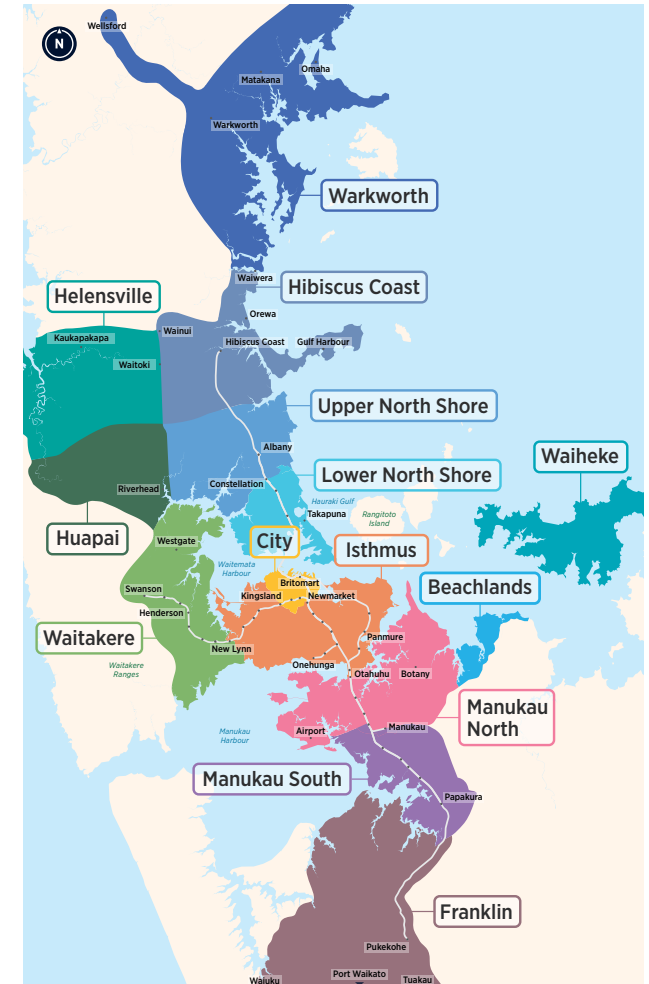 Wellsford
N
Omaha
Matakana
Warkworth
Warkworth
Waiwera
Hibiscus Coast
Helensville
Orewa
Wainui
Kaukapakapa
Hibiscus Coast
Gulf Harbour
Waitoki
Upper North Shore
Albany
Waiheke
Lower North Shore
Constellation
Riverhead
Hauraki Gulf
Takapuna
Rangitoto
Island
Huapai
Westgate
City
Isthmus
Waitemata
Harbour
Britomart
Beachlands
Swanson
Kingsland
Newmarket
Henderson
Waitakere
Panmure
New Lynn
Waitakere
Ranges
Onehunga
Otahuhu
Botany
Manukau
North
Manukau
Harbour
Airport
Manukau
Manukau South
Papakura
Franklin
Pukekohe
Port Waikato
Waiuku
Tuakau